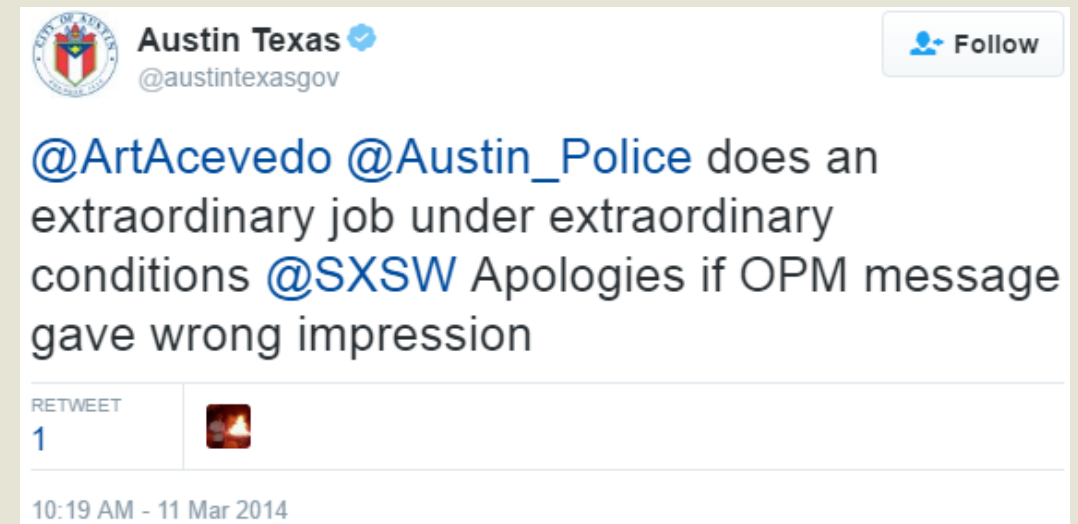 Austin Texas
@austintexasgov
Follow
@ArtAcevedo @Austin_Police does an
extraordinary job under extraordinary
conditions @SXSW Apologies if OPM message
gave wrong impression
RETWEET
1
10:19 AM - 11 Mar 2014